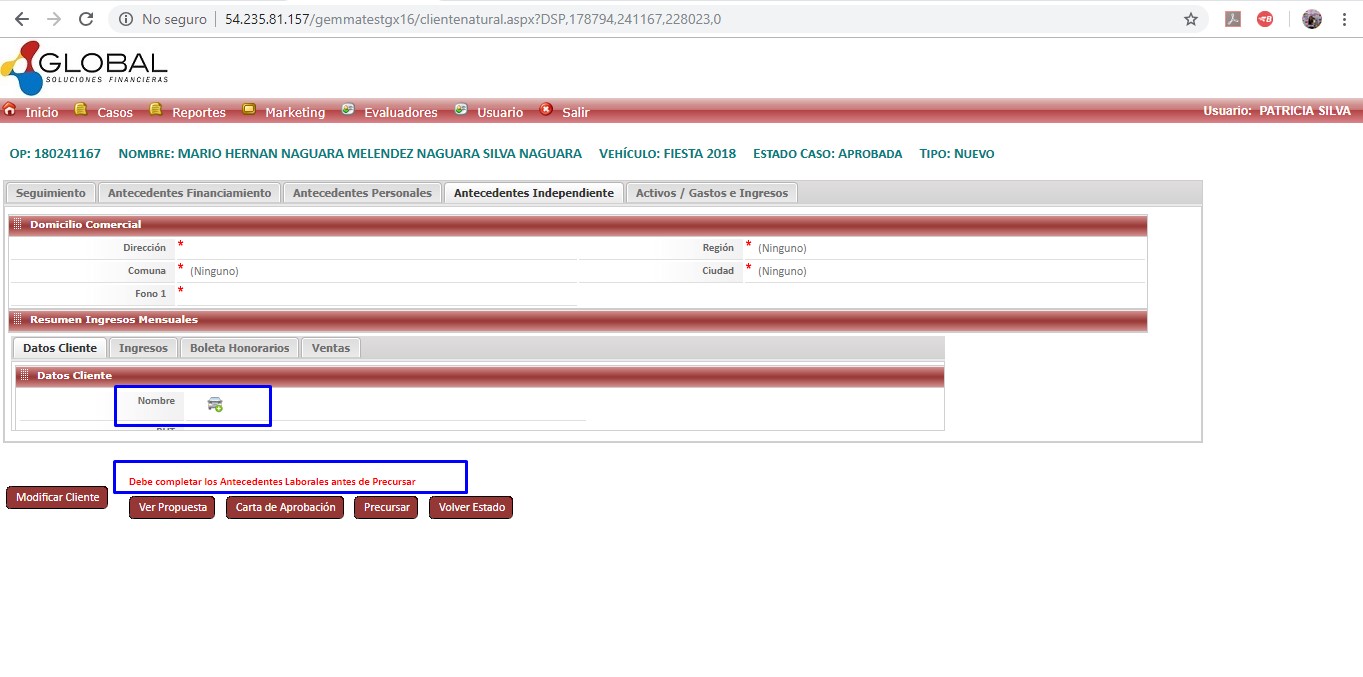 No seguro 54.235.81.157/gemmatestgx16/clientenatural.aspx?DSP,178794,241167,228023,0
GLOBAL
SOLUCIONES FINANCIERAS
Inicio Casos Reportes Marketing Evaluadores Usuario Salir Usuario: PATRICIA SILVA
OP: 180241167 NOMBRE: MARIO HERNAN NAGUARA MELENDEZ NAGUARA SILVA NAGUARA VEHÍCULO: FIESTA 2018 ESTADO CASO: APROBADA TIPO: NUEVO
Seguimiento Antecedentes Financiamiento Antecedentes Personales Antecedentes Independiente Activos / Gastos e Ingresos
Domicilio Comercial
Dirección * Región * (Ninguno)
Comuna * (Ninguno) Ciudad * (Ninguno)
Fono 1 *
Resumen Ingresos Mensuales
Datos Cliente Ingresos Boleta Honorarios Ventas
Datos Cliente
Nombre
Debe completar los Antecedentes Laborales antes de Precursar
Modificar Cliente Ver Propuesta Carta de Aprobación Precursar Volver Estado